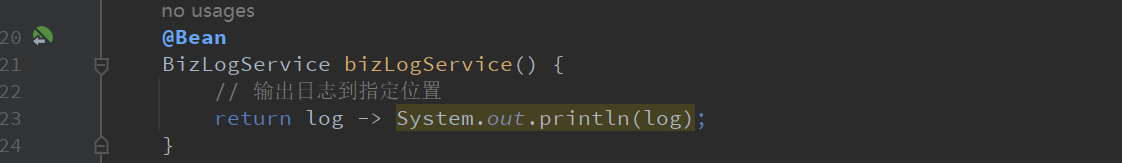 no usages
20 @Bean
21 BizLogService bizLogService() {
22 // 输出日志到指定位置
23 return log -> System.out.println(log);
24 }